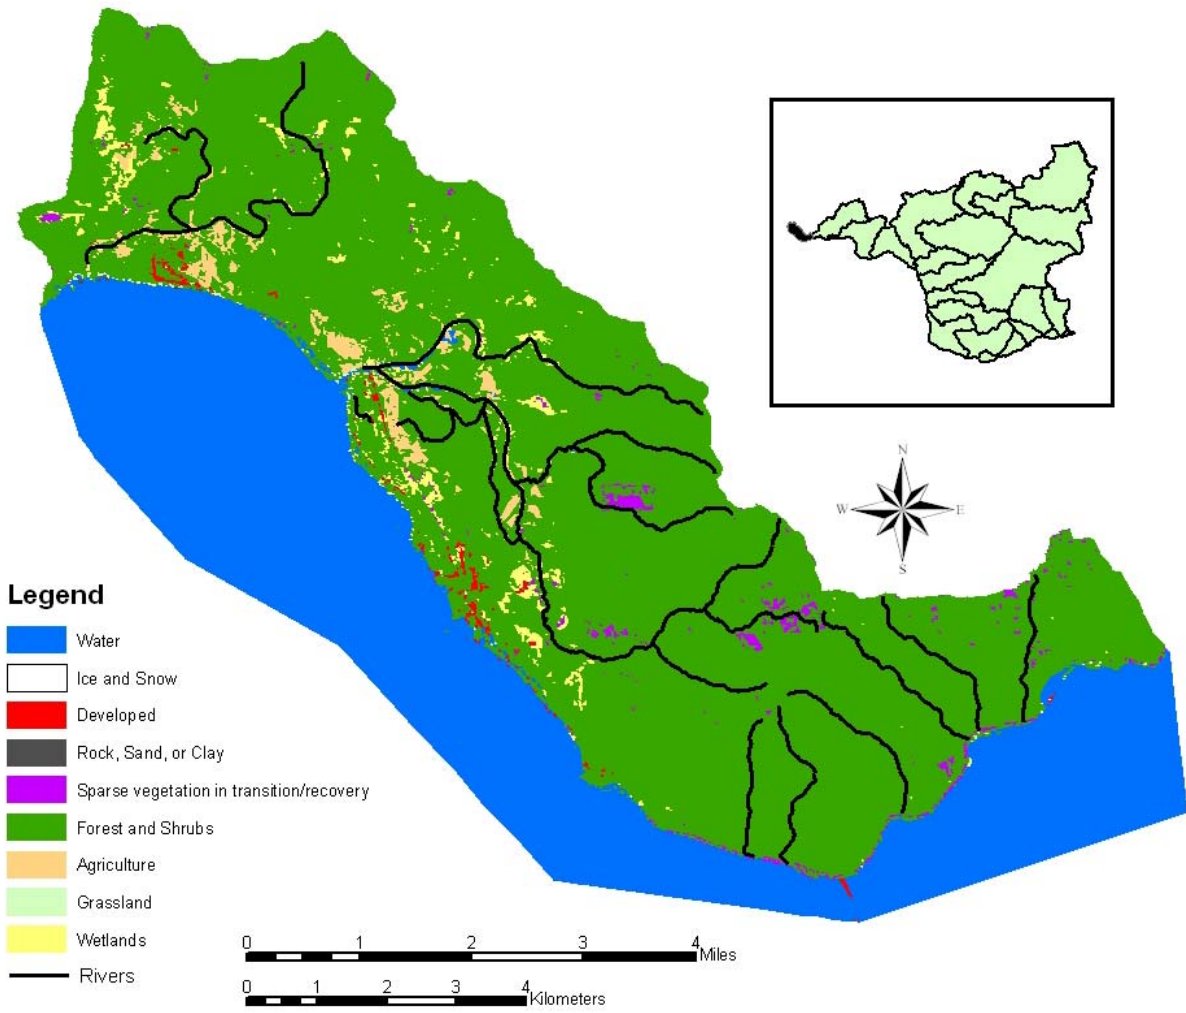 N
W
E
S
Legend
Water
Ice and Snow
Developed
Rock, Sand, or Clay
Sparse vegetation in transition/recovery
Forest and Shrubs
Agriculture
Grassland
Wetlands
Rivers
0 1 2 3 4
Miles
0 1 2 3 4
Kilometers